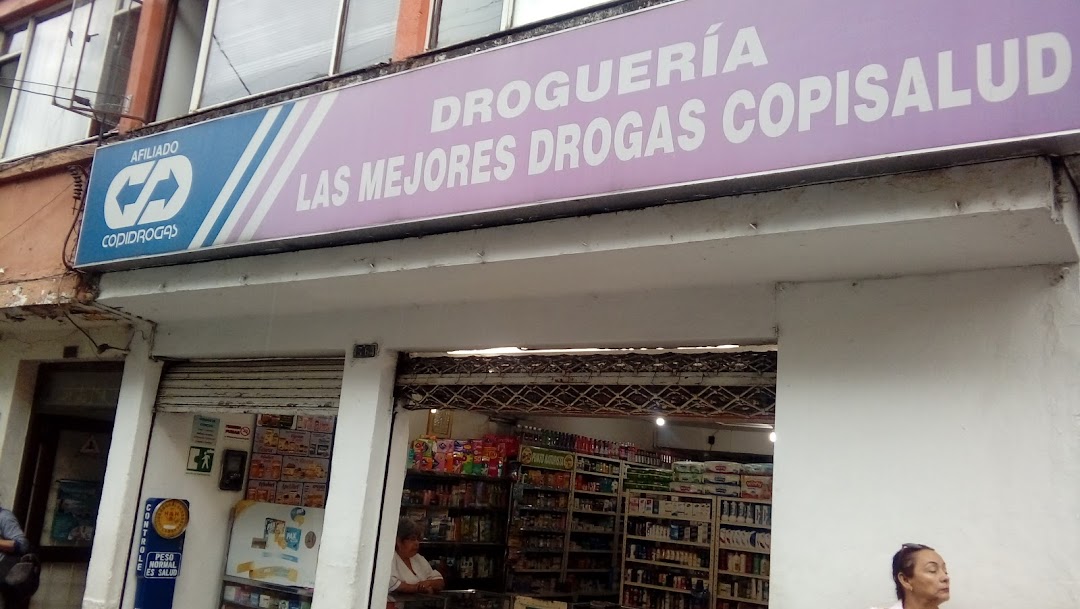 DROGUERÍA
LAS MEJORES DROGAS COPISALUD
AFILIADO
COPIDROGAS
CONTROLE
PESO
NORMAL
ES SALUD